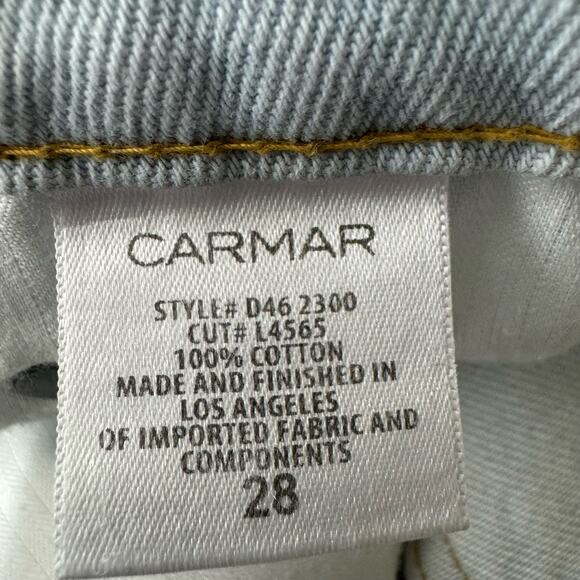 CARMAR
STYLE# D46 2300
CUT# L4565
100% COTTON
MADE AND FINISHED IN
LOS ANGELES
OF IMPORTED FABRIC AND
COMPONENTS
28